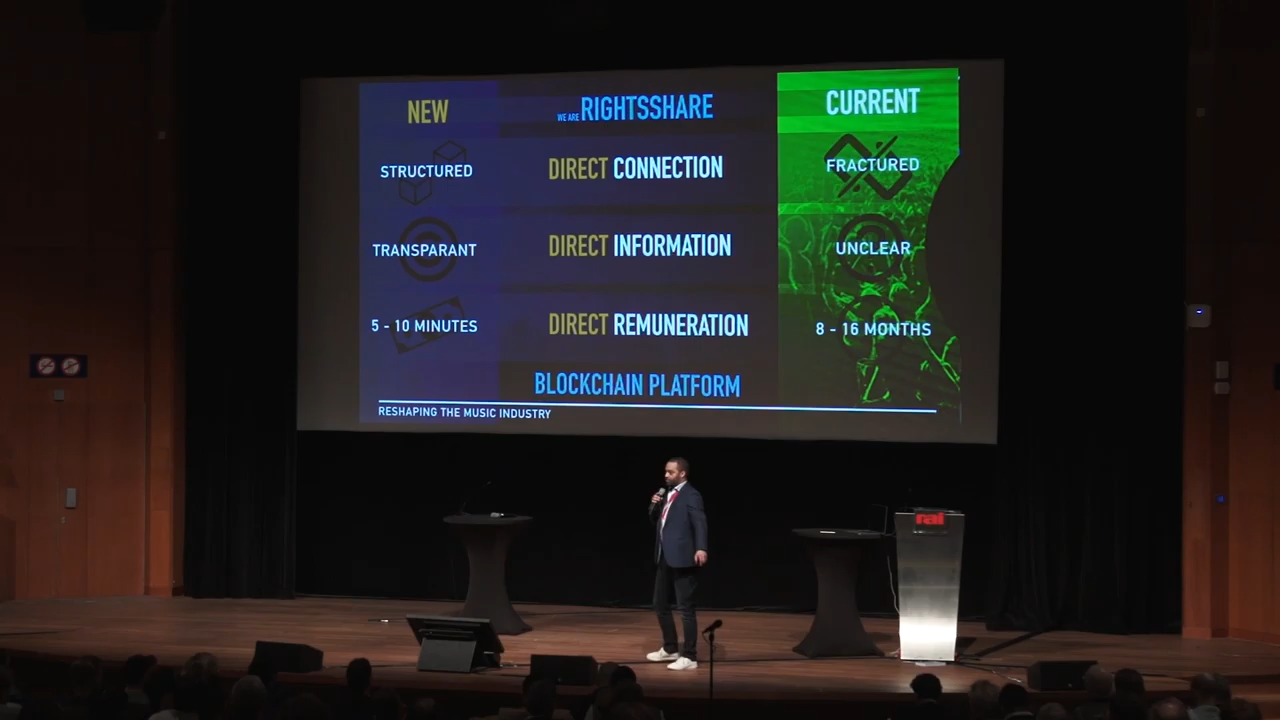 NEW WE ARE RIGHTSSHARE CURRENT
STRUCTURED DIRECT CONNECTION FRACTURED
TRANSPARANT DIRECT INFORMATION UNCLEAR
5 - 10 MINUTES DIRECT REMUNERATION 8 - 16 MONTHS
BLOCKCHAIN PLATFORM
RESHAPING THE MUSIC INDUSTRY
rai